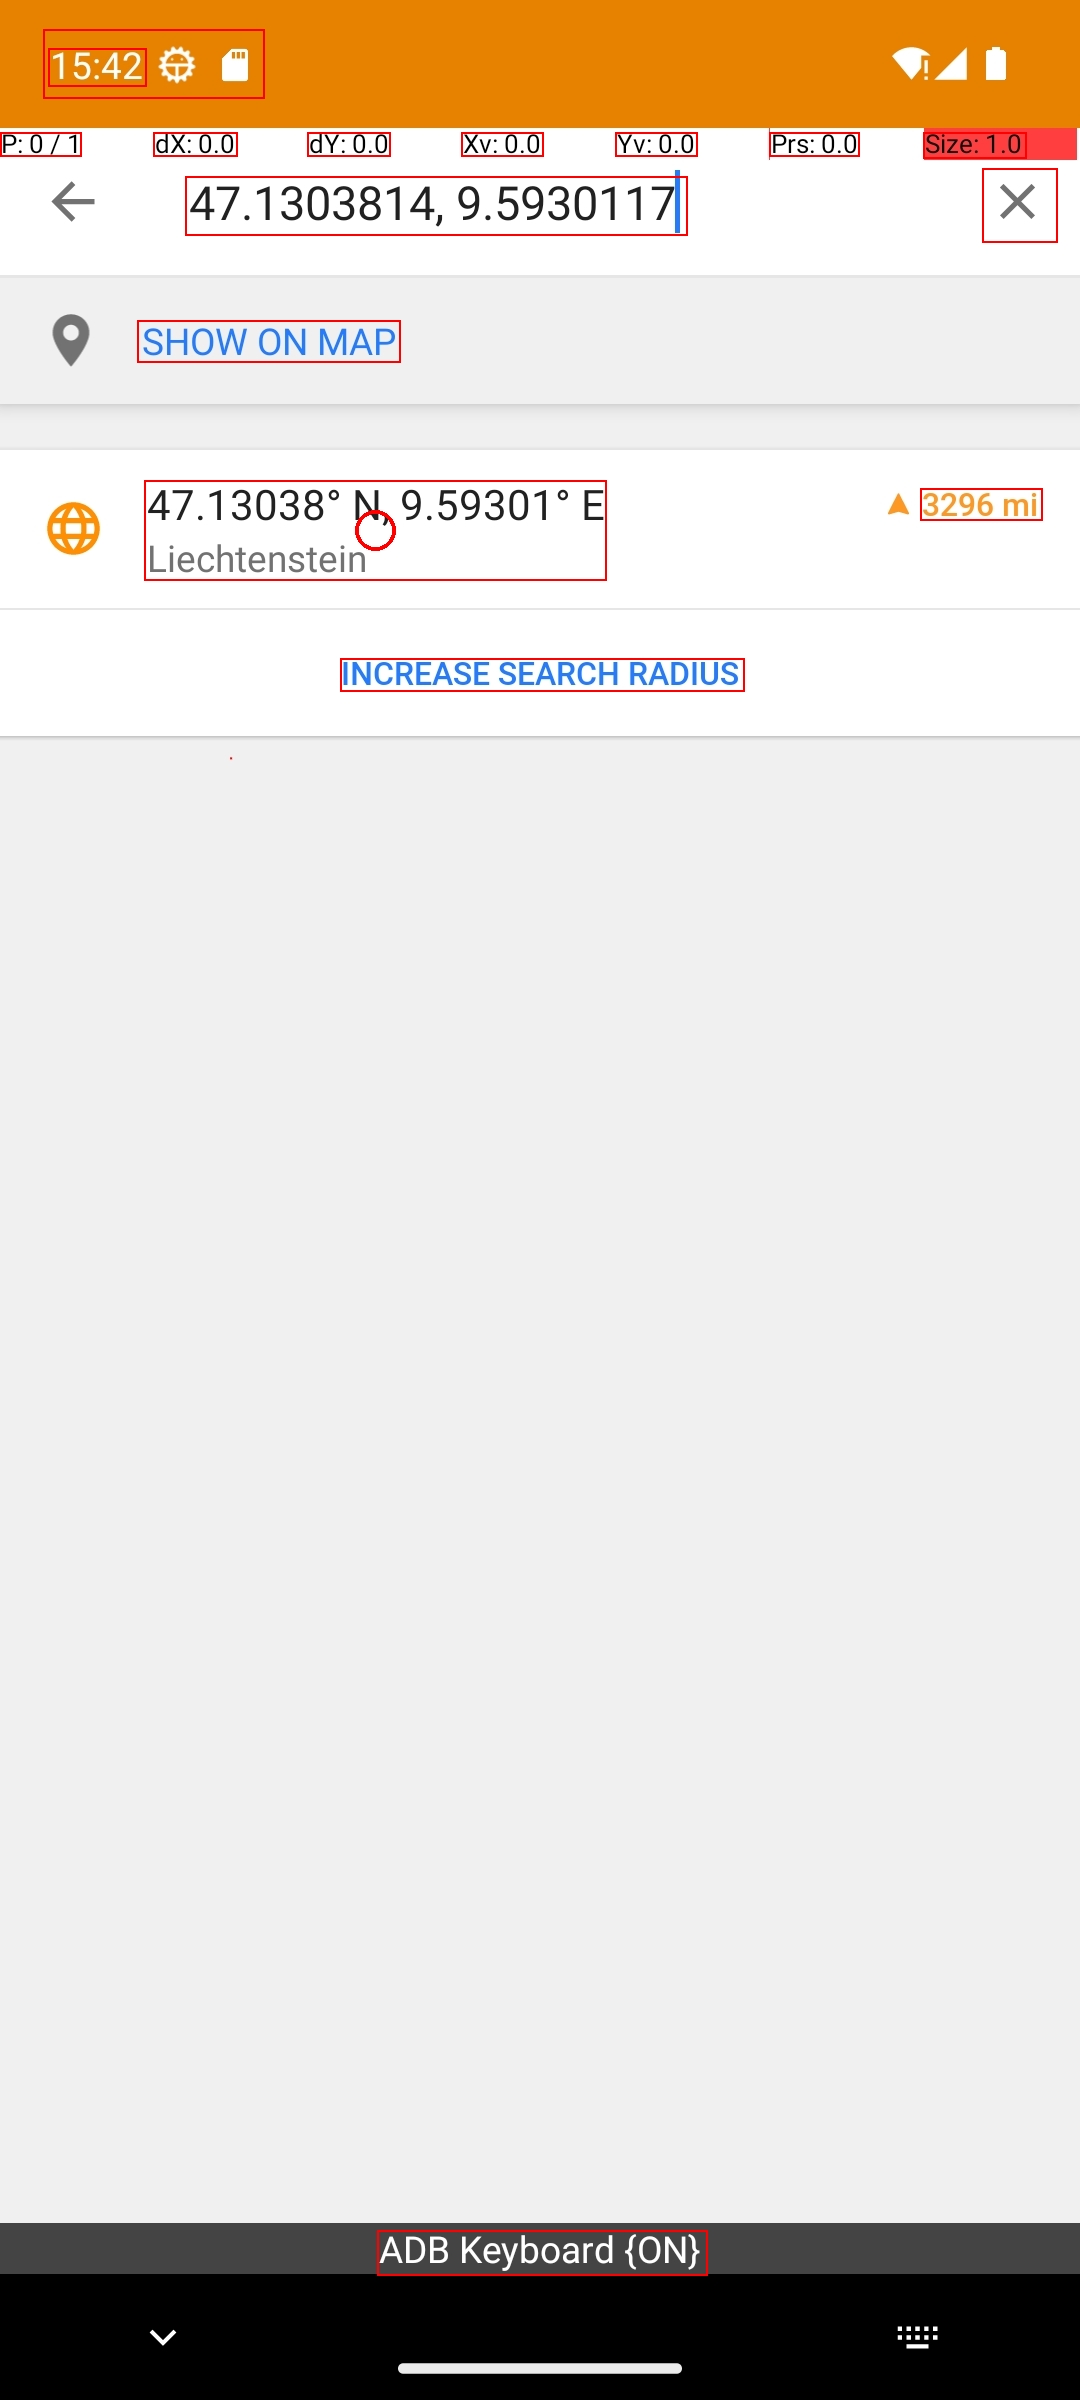 15:42
P: 0 / 1 dX: 0.0 dY: 0.0 Xv: 0.0 Yv: 0.0 Prs: 0.0 Size: 1.0
47.1303814, 9.5930117
SHOW ON MAP
47.13038° N, 9.59301° E 3296 mi
Liechtenstein
INCREASE SEARCH RADIUS
ADB Keyboard {ON}